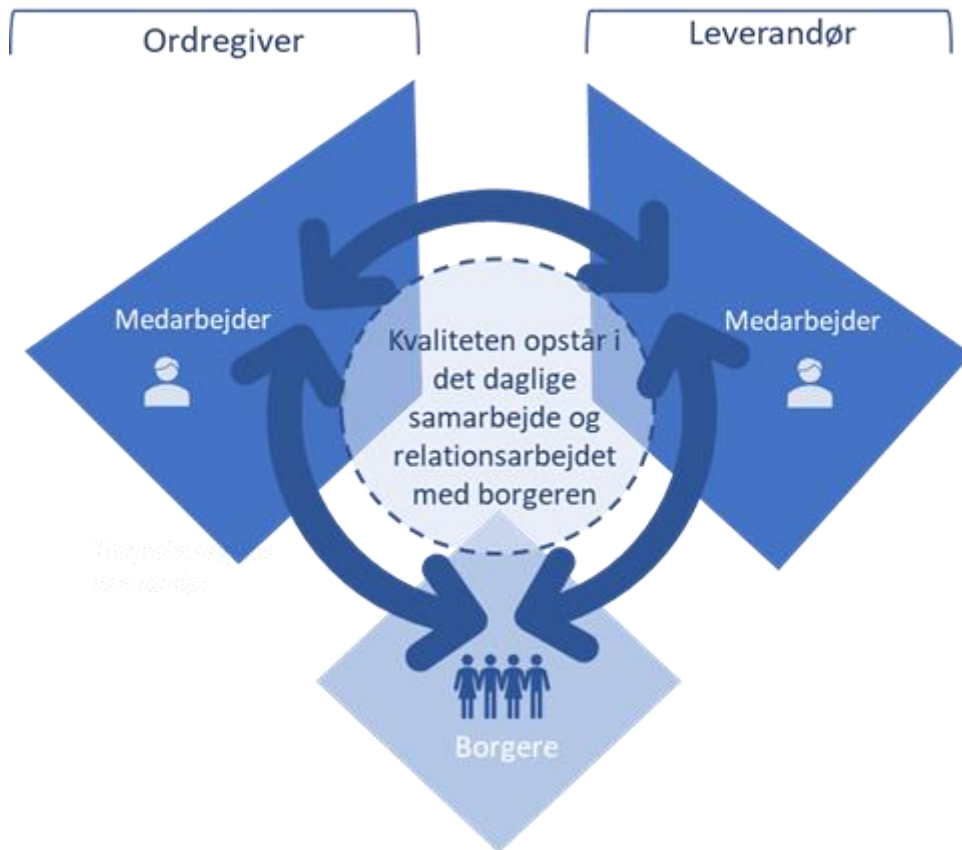 Ordregiver
Leverandør
Medarbejder
Medarbejder
Kvaliteten opstår i
det daglige
samarbejde og
relationsarbejdet
med borgeren
Borgere